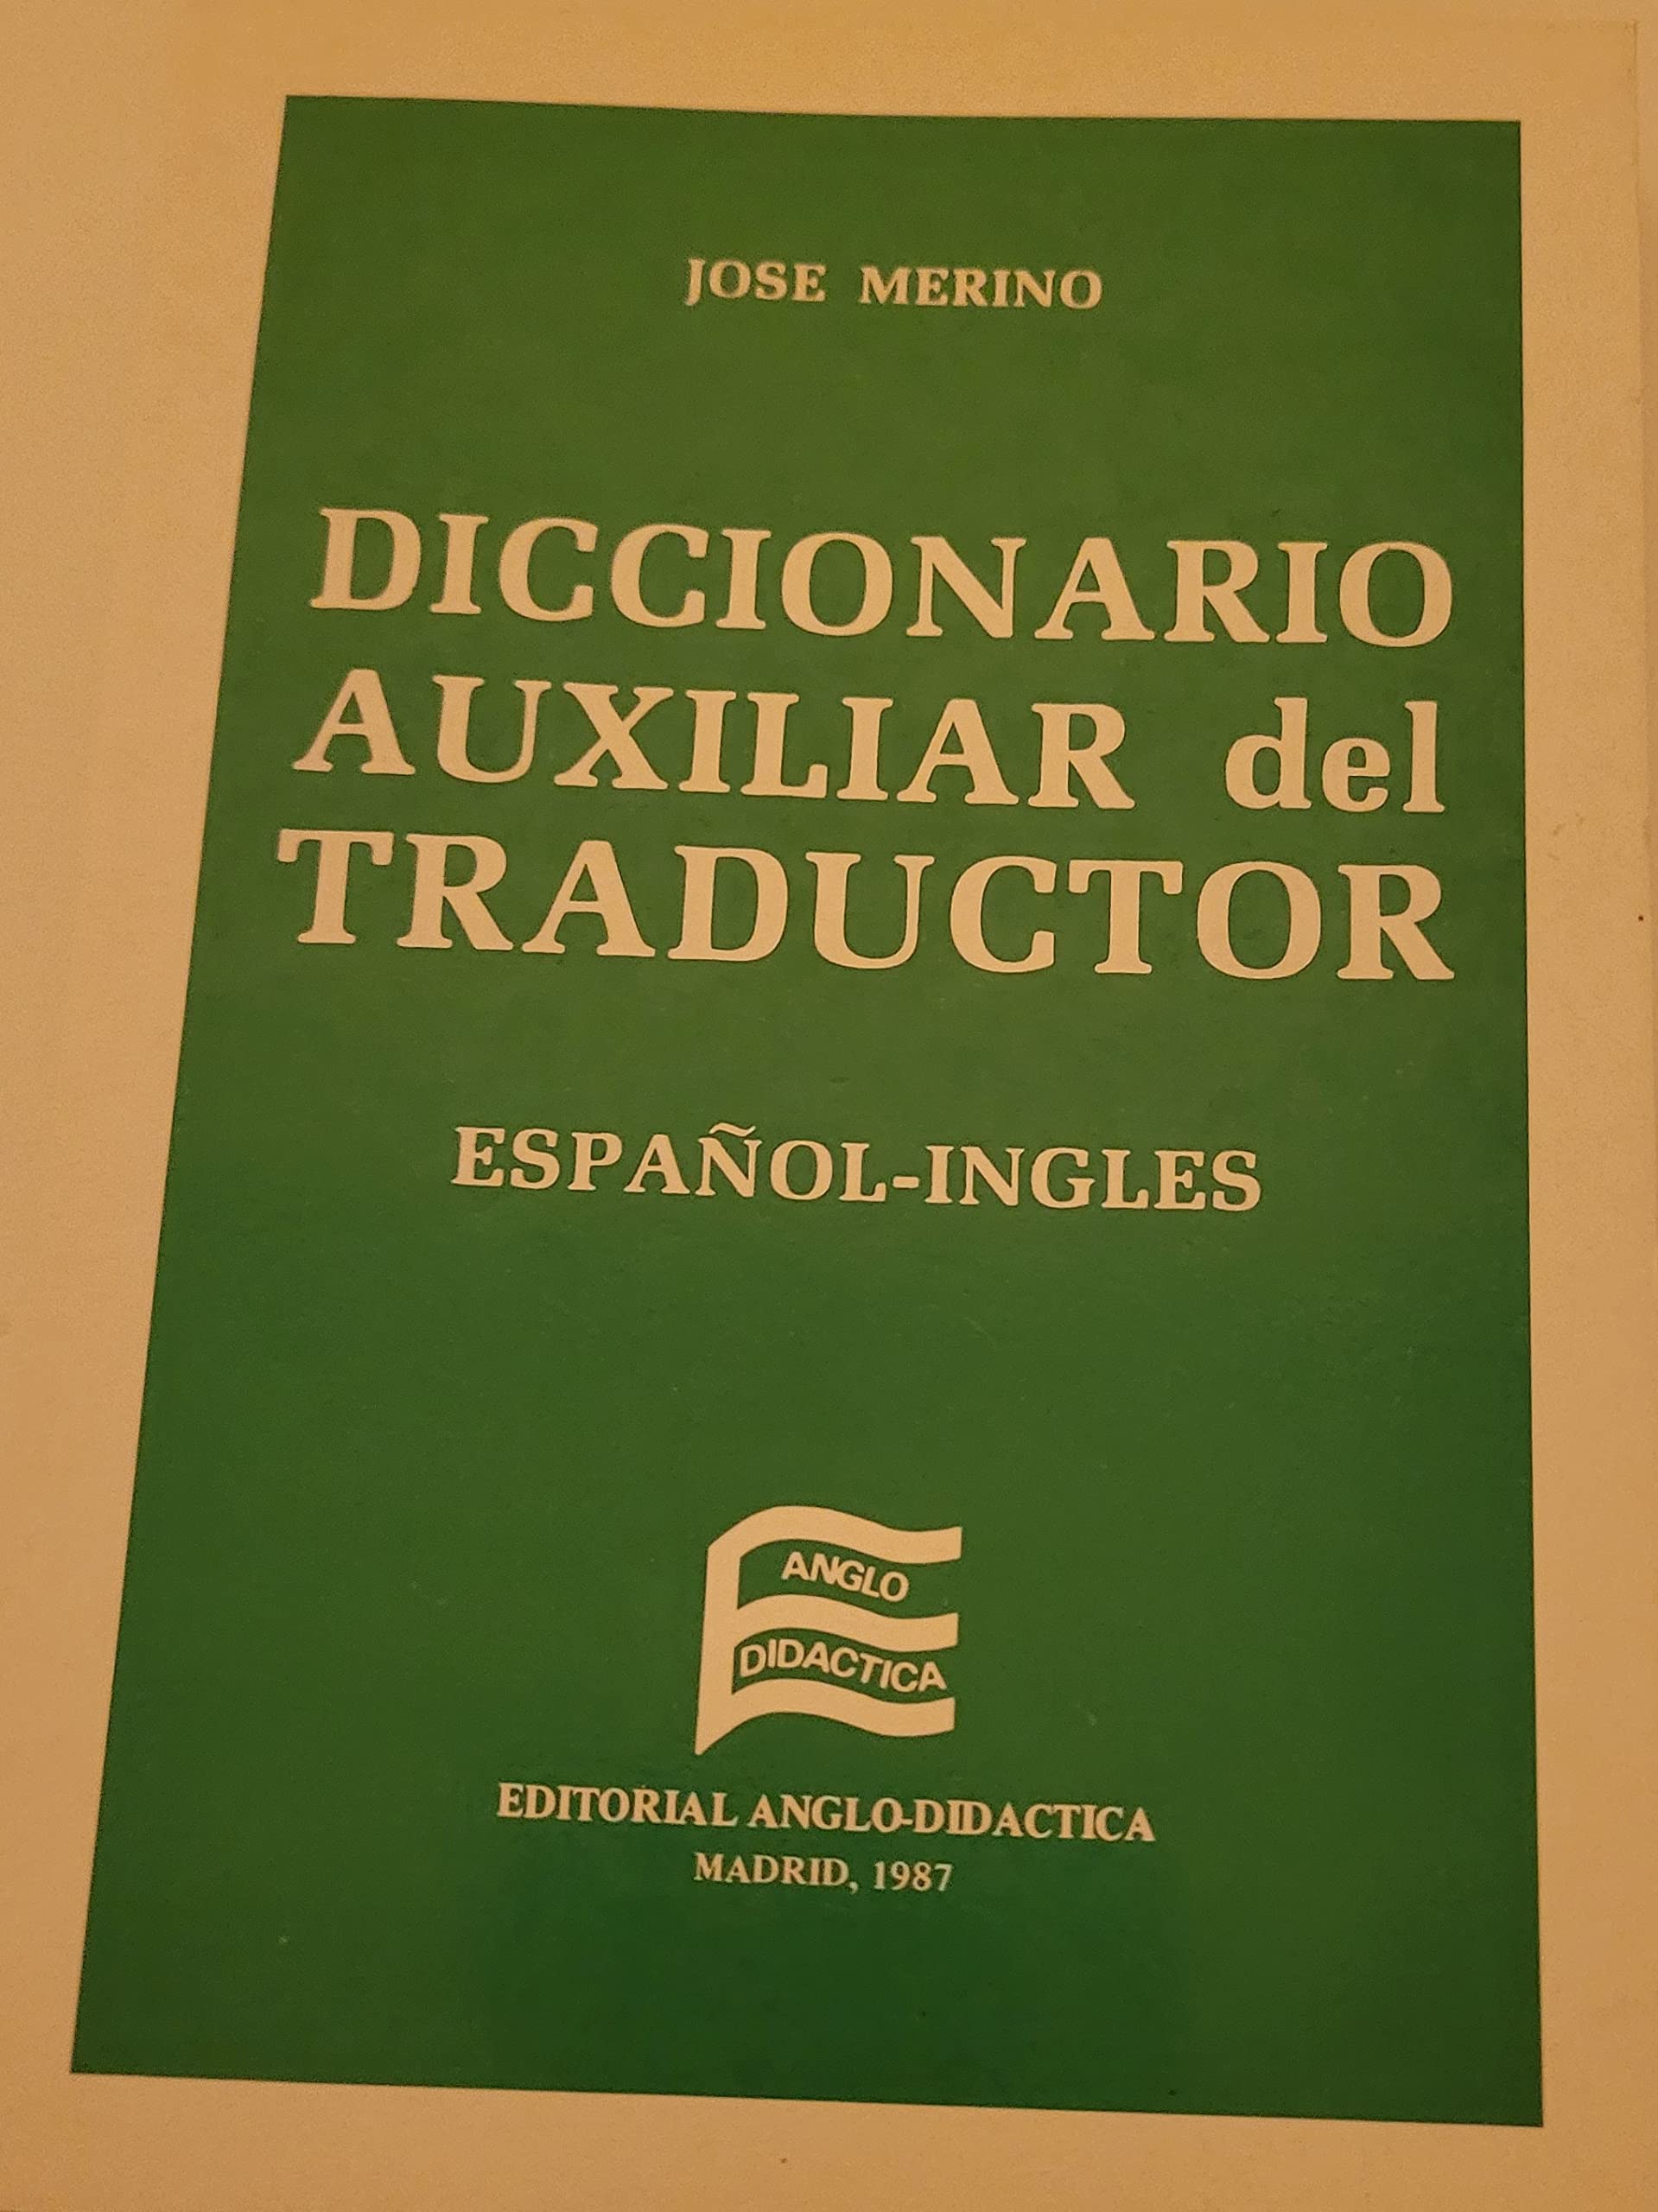 JOSE MERINO
DICCIONARIO
AUXILIAR del
TRADUCTOR
ESPAÑOL-INGLES
ANGLO
DIDACTICA
EDITORIAL ANGLO-DIDACTICA
MADRID, 1987